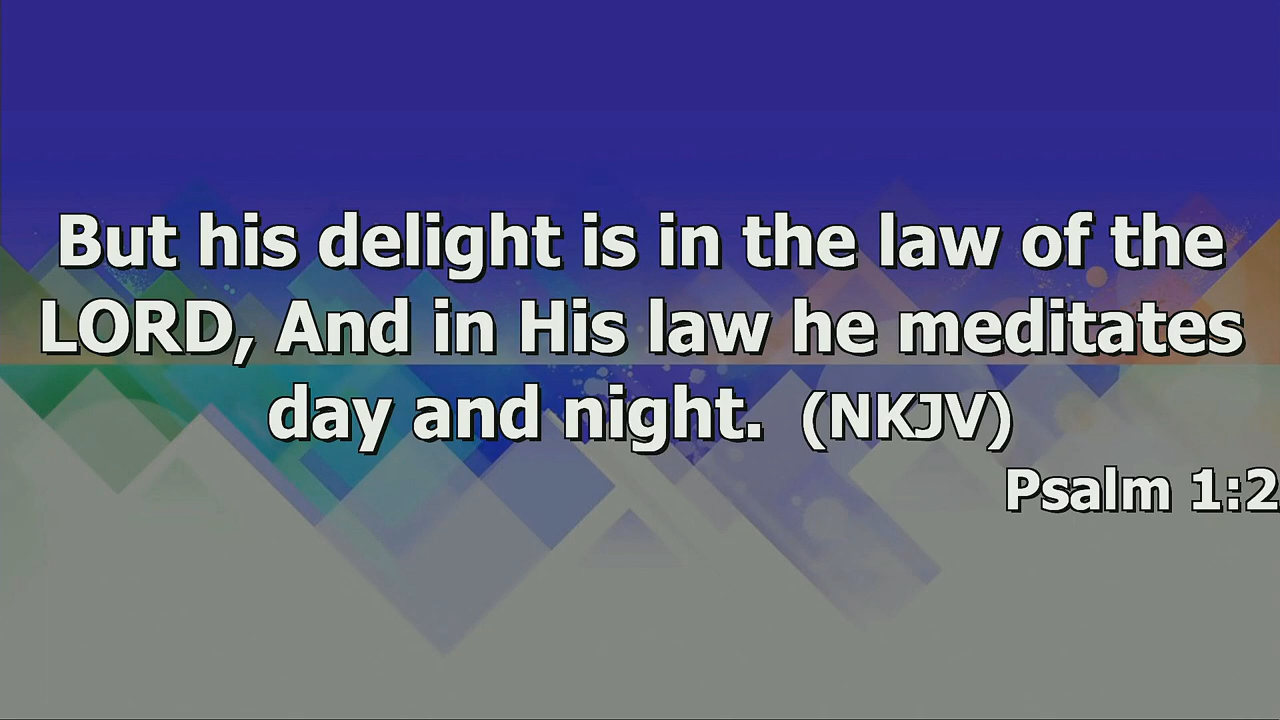 But his delight is in the law of the
LORD, And in His law he meditates
day and night. (NKJV)
Psalm 1:2